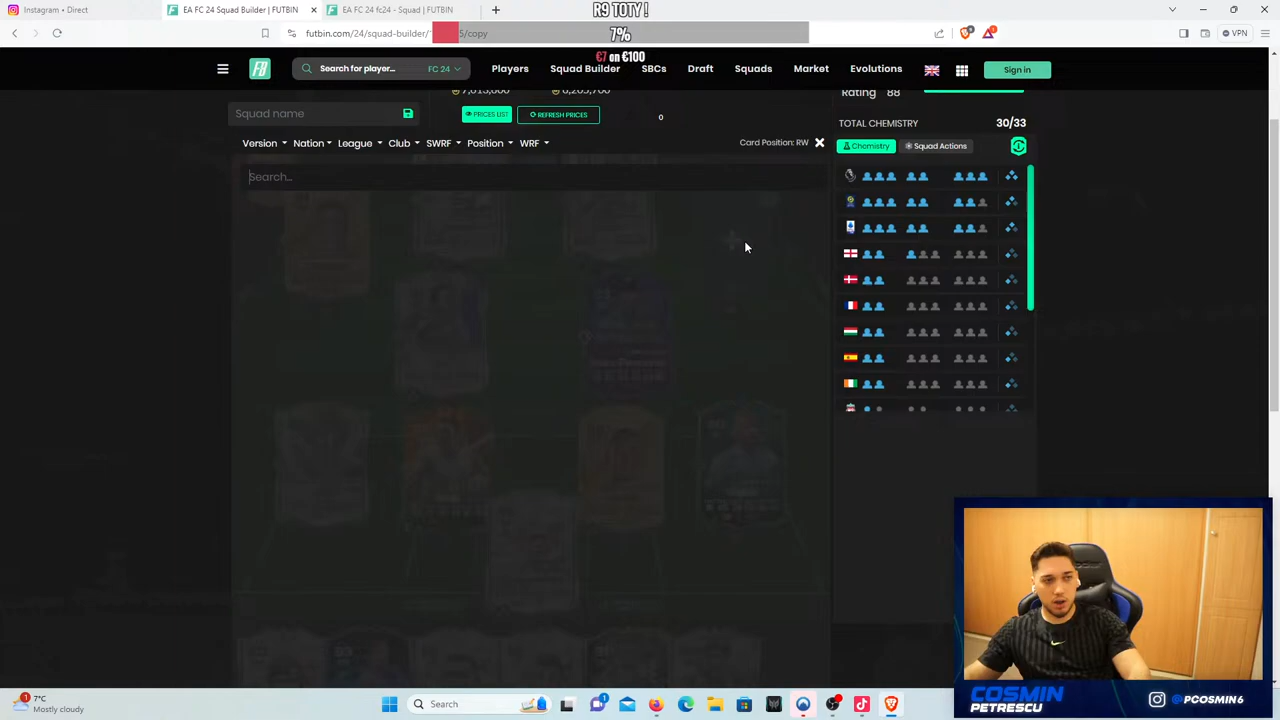 R9 TOTY !
Instagram • Direct
EA FC 24 Squad Builder | FUTBIN
EA FC 24 fc24 - Squad | FUTBIN
7%
futbin.com/24/squad-builder/
5/copy
VPN
€7 on €100
Search for player...
FC 24
Players
Squad Builder
SBCs
Draft
Squads
Market
Evolutions
Sign in
Rating 88
Squad name
PRICES LIST
REFRESH PRICES
0
TOTAL CHEMISTRY 30/33
Version
Nation
League
Club
SWRF
Position
WRF
Card Position: RW
Chemistry
Squad Actions
Search...
COSMIN
PETRESCU
@PCOSMIN6
7°C
Mostly cloudy
Search